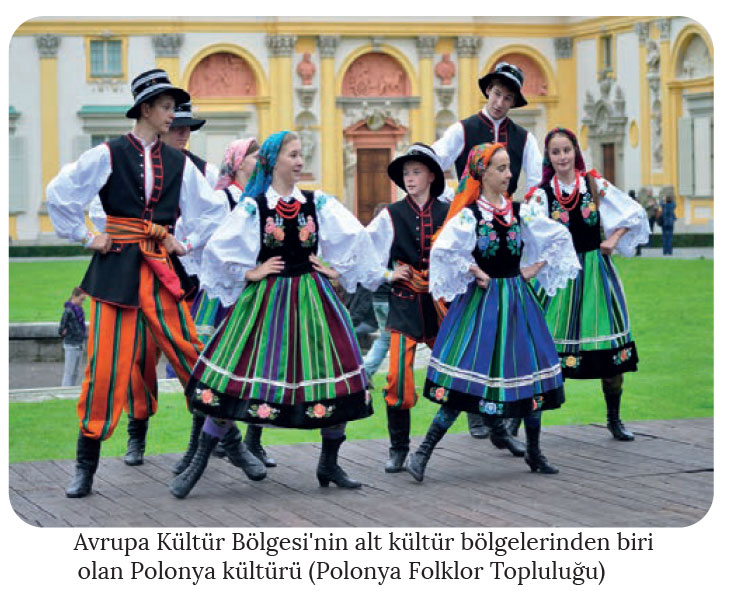 Avrupa Kültür Bölgesi'nin alt kültür bölgelerinden biri
olan Polonya kültürü (Polonya Folklor Topluluğu)